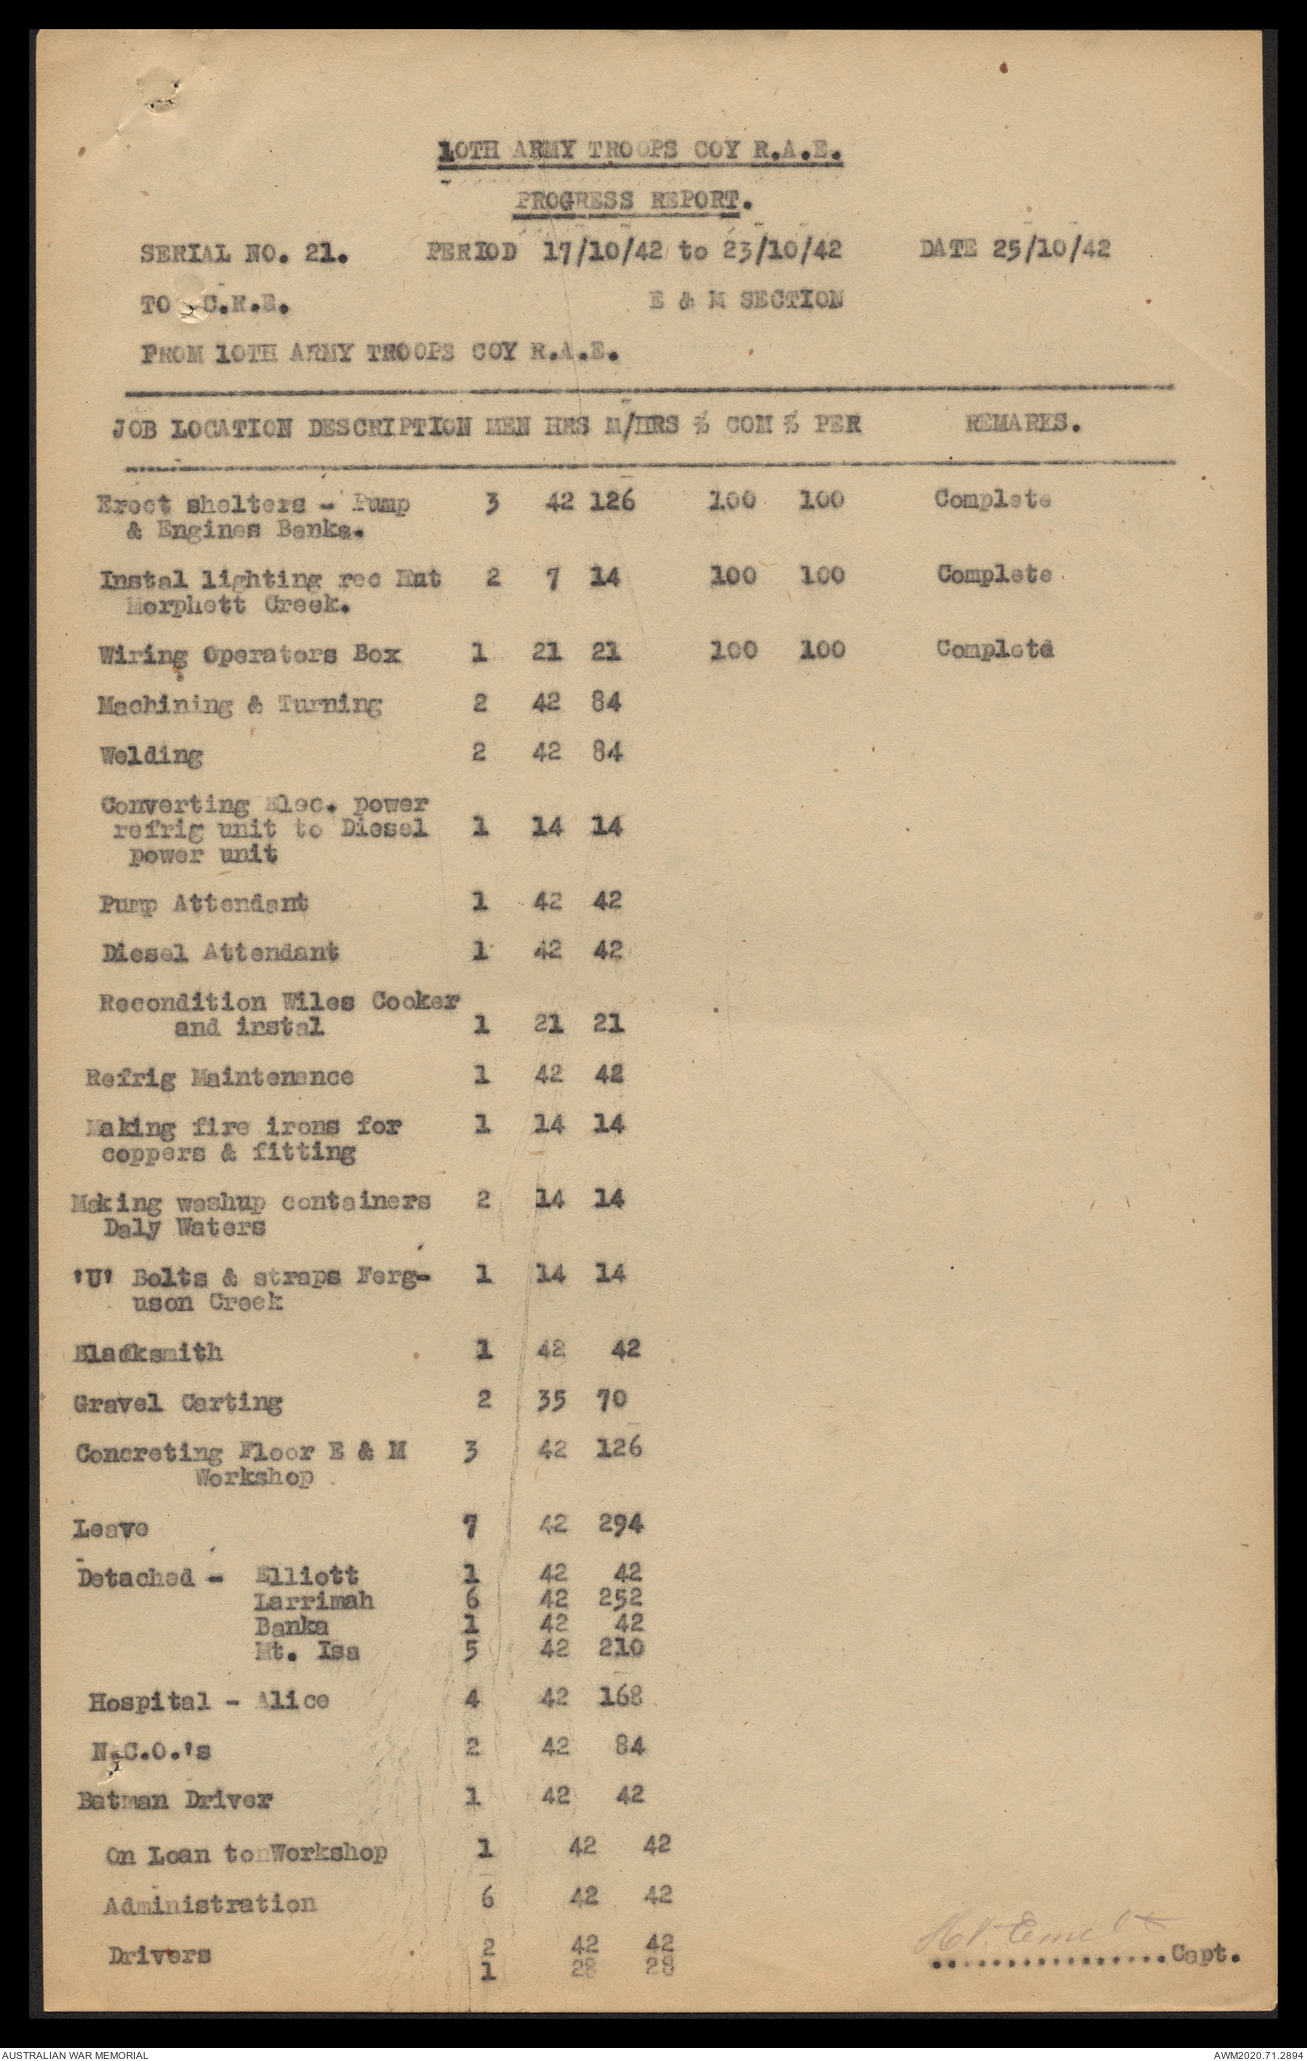 10TH ARMY TROOPS COY R.A.E.
PROGRESS REPORT.
SERIAL NO. 21. PERIOD 17/10/42 to 23/10/42 DATE 25/10/42
TO C.R.E. E & M SECTION
FROM 10TH ARMY TROOPS COY R.A.E.
JOB LOCATION DESCRIPTION MEN HRS M/HRS % COM % PER REMARKS.
Erect shelters - Pump 3 42 126 100 100 Complete
& Engines Banka.
Instal lighting rec Hut 2 7 14 100 100 Complete
Morphett Creek.
Wiring Operators Box 1 21 21 100 100 Complete
Machining & Turning 2 42 84
Welding 2 42 84
Converting Elec. power
refrig unit to Diesel 1 14 14
power unit
Pump Attendant 1 42 42
Diesel Attendant 1 42 42
Recondition Wiles Cooker
and instal 1 21 21
Refrig Maintenance 1 42 42
Making fire irons for 1 14 14
coppers & fitting
Making washup containers 2 14 14
Daly Waters
'U' Bolts & straps Ferg- 1 14 14
uson Creek
Blacksmith 1 42 42
Gravel Carting 2 35 70
Concreting Floor E & M 3 42 126
Workshop
Leave 7 42 294
Detached - Elliott 1 42 42
Larrimah 6 42 252
Banka 1 42 42
Mt. Isa 5 42 210
Hospital - Alice 4 42 168
N.C.O.'s 2 42 84
Batman Driver 1 42 42
On Loan tonWorkshop 1 42 42
Administration 6 42 42
Drivers 2 42 42
1 28 28
................Capt.
AUSTRALIAN WAR MEMORIAL AWM2020.71.2894